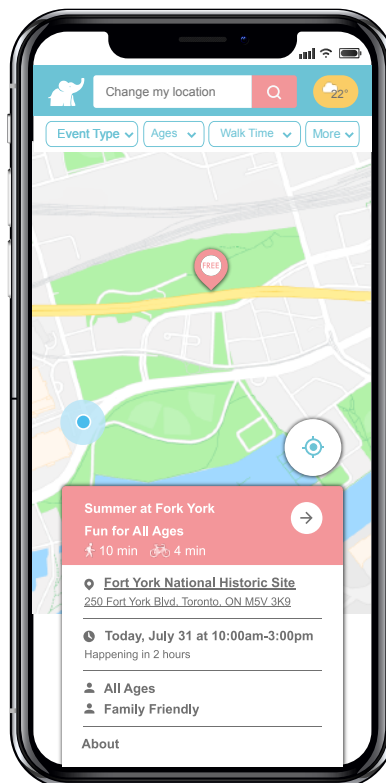 Change my location
22°
Event Type
Ages
Walk Time
More
FREE
Summer at Fork York
Fun for All Ages
10 min 4 min
Fort York National Historic Site
250 Fort York Blvd, Toronto, ON M5V 3K9
Today, July 31 at 10:00am-3:00pm
Happening in 2 hours
All Ages
Family Friendly
About